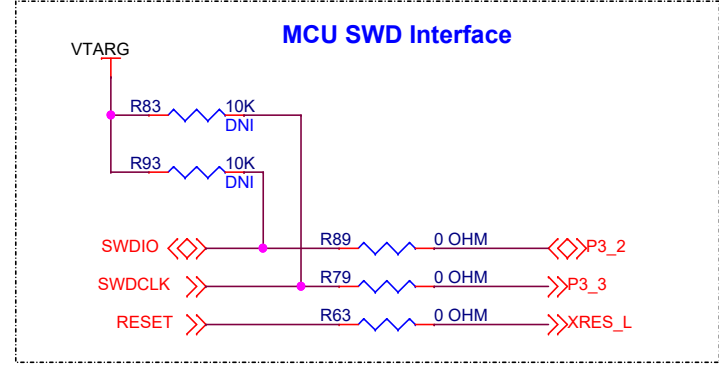 MCU SWD Interface
VTARG
R83 10K
DNI
R93 10K
DNI
SWDIO R89 0 OHM P3_2
SWDCLK R79 0 OHM P3_3
RESET R63 0 OHM XRES_L